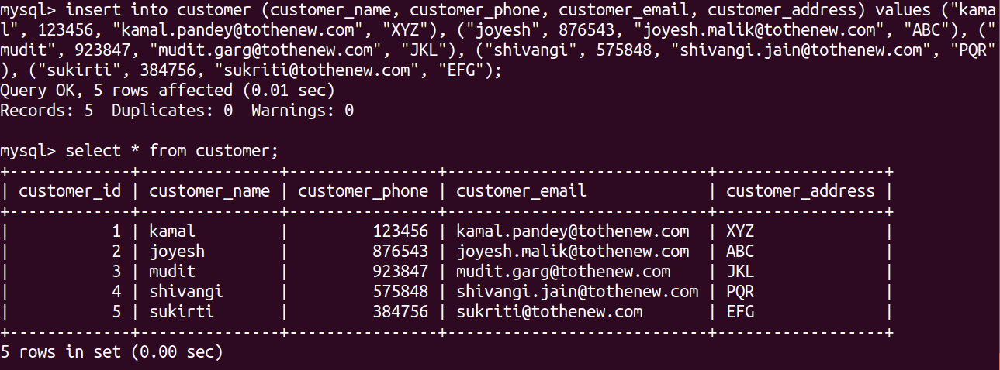 mysql> insert into customer (customer_name, customer_phone, customer_email, customer_address) values ("kama
l", 123456, "kamal.pandey@tothenew.com", "XYZ"), ("joyesh", 876543, "joyesh.malik@tothenew.com", "ABC"), ("
mudit", 923847, "mudit.garg@tothenew.com", "JKL"), ("shivangi", 575848, "shivangi.jain@tothenew.com", "PQR"
), ("sukirti", 384756, "sukriti@tothenew.com", "EFG");
Query OK, 5 rows affected (0.01 sec)
Records: 5  Duplicates: 0  Warnings: 0

mysql> select * from customer;
+-------------+---------------+----------------+----------------------------+------------------+
| customer_id | customer_name | customer_phone | customer_email             | customer_address |
+-------------+---------------+----------------+----------------------------+------------------+
|           1 | kamal         |         123456 | kamal.pandey@tothenew.com  | XYZ              |
|           2 | joyesh        |         876543 | joyesh.malik@tothenew.com  | ABC              |
|           3 | mudit         |         923847 | mudit.garg@tothenew.com    | JKL              |
|           4 | shivangi      |         575848 | shivangi.jain@tothenew.com | PQR              |
|           5 | sukirti       |         384756 | sukriti@tothenew.com       | EFG              |
+-------------+---------------+----------------+----------------------------+------------------+
5 rows in set (0.00 sec)